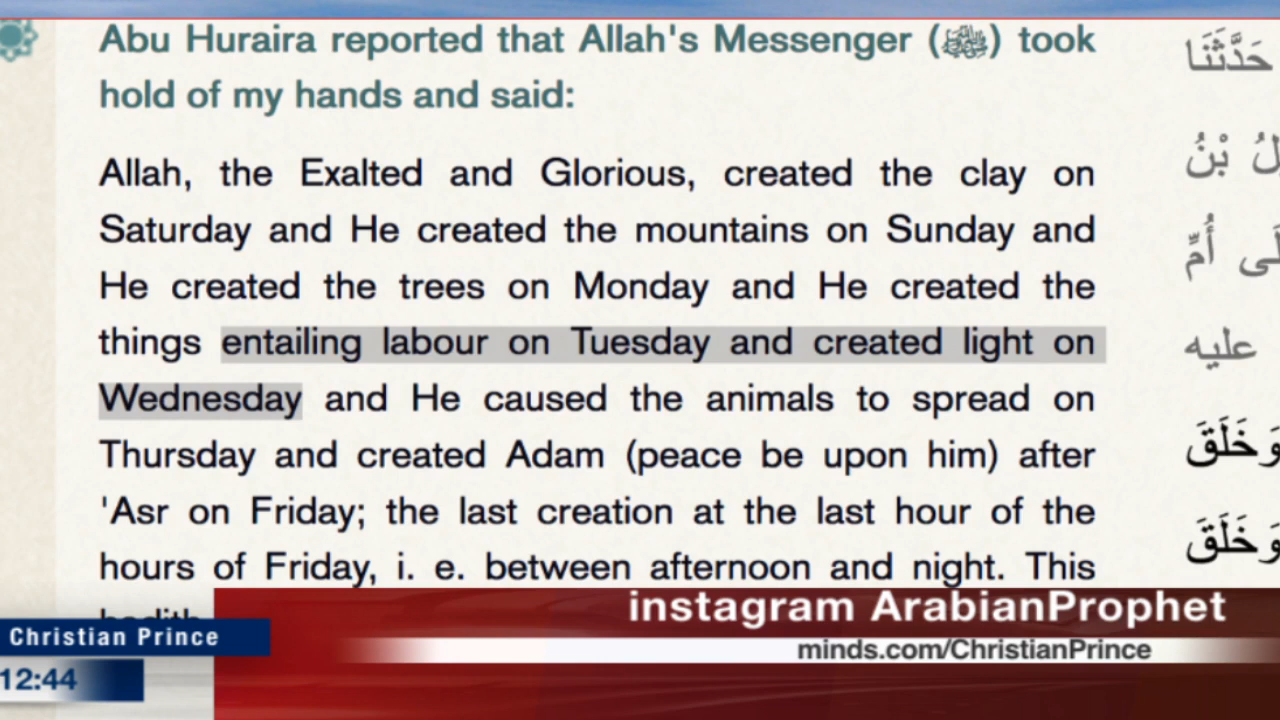 Abu Huraira reported that Allah's Messenger (ﷺ) took
hold of my hands and said:
Allah, the Exalted and Glorious, created the clay on
Saturday and He created the mountains on Sunday and
He created the trees on Monday and He created the
things entailing labour on Tuesday and created light on
Wednesday and He caused the animals to spread on
Thursday and created Adam (peace be upon him) after
'Asr on Friday; the last creation at the last hour of the
hours of Friday, i. e. between afternoon and night. This
حَدَّثَنَا
بْنُ
أُمِّ
عليه
وَخَلَقَ
وَخَلَقَ
instagram ArabianProphet
Christian Prince
minds.com/ChristianPrince
12:44